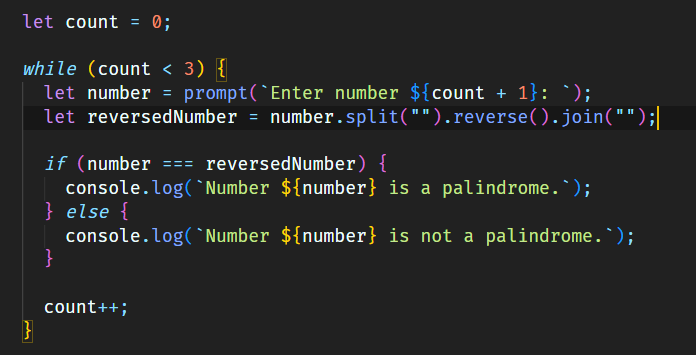 let count = 0;

while (count < 3) {
  let number = prompt(`Enter number ${count + 1}: `);
  let reversedNumber = number.split("").reverse().join("");

  if (number === reversedNumber) {
    console.log(`Number ${number} is a palindrome.`);
  } else {
    console.log(`Number ${number} is not a palindrome.`);
  }

  count++;
}